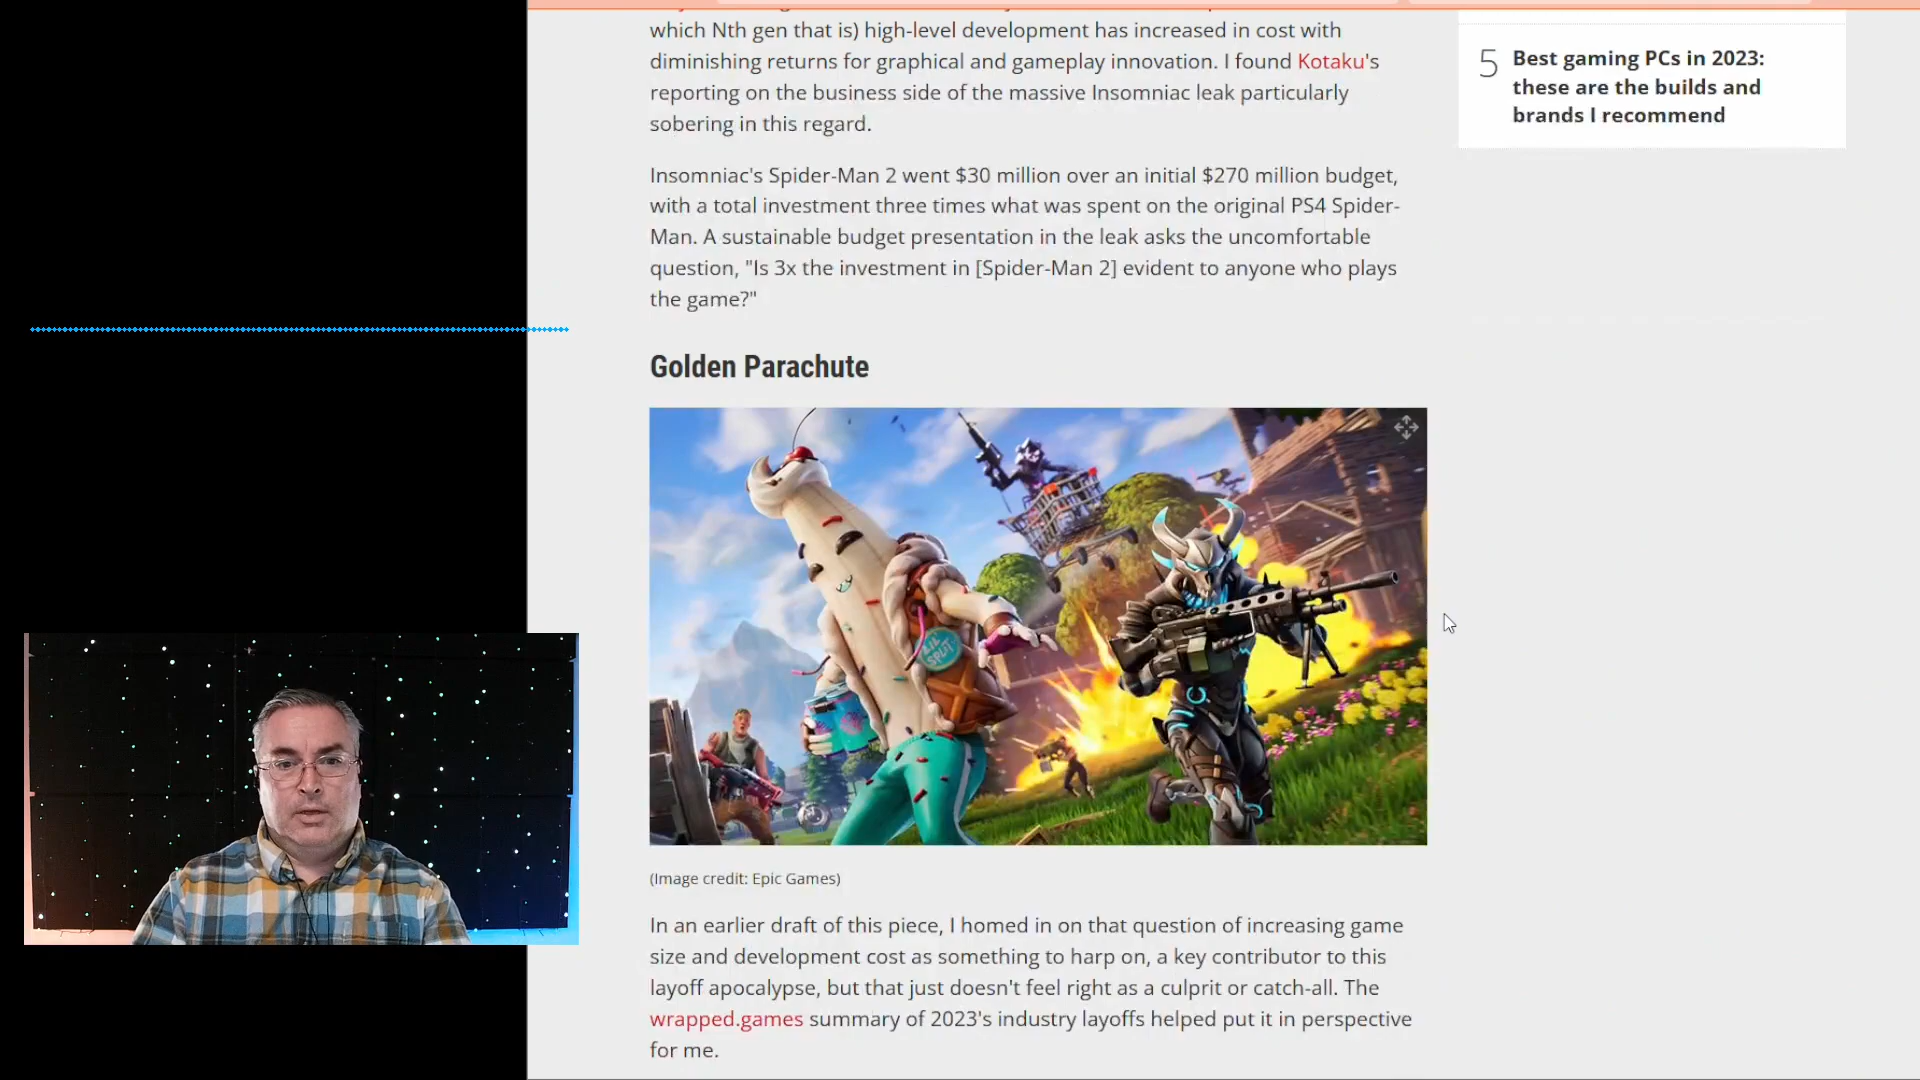 which Nth gen that is) high-level development has increased in cost with
diminishing returns for graphical and gameplay innovation. I found Kotaku's
reporting on the business side of the massive Insomniac leak particularly
sobering in this regard.
Insomniac's Spider-Man 2 went $30 million over an initial $270 million budget,
with a total investment three times what was spent on the original PS4 Spider-
Man. A sustainable budget presentation in the leak asks the uncomfortable
question, "Is 3x the investment in [Spider-Man 2] evident to anyone who plays
the game?"
Golden Parachute
LIL
SPLIT
(Image credit: Epic Games)
In an earlier draft of this piece, I homed in on that question of increasing game
size and development cost as something to harp on, a key contributor to this
layoff apocalypse, but that just doesn't feel right as a culprit or catch-all. The
wrapped.games summary of 2023's industry layoffs helped put it in perspective
for me.
5
Best gaming PCs in 2023:
these are the builds and
brands I recommend